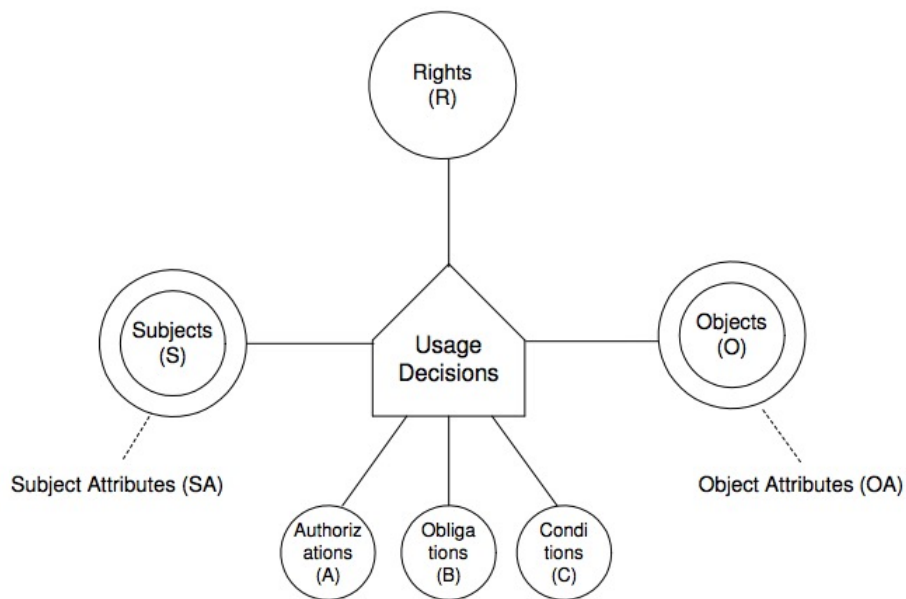 Rights
(R)
Subjects
(S)
Usage
Decisions
Objects
(O)
Subject Attributes (SA)
Object Attributes (OA)
Authoriz
ations
(A)
Obliga
tions
(B)
Condi
tions
(C)